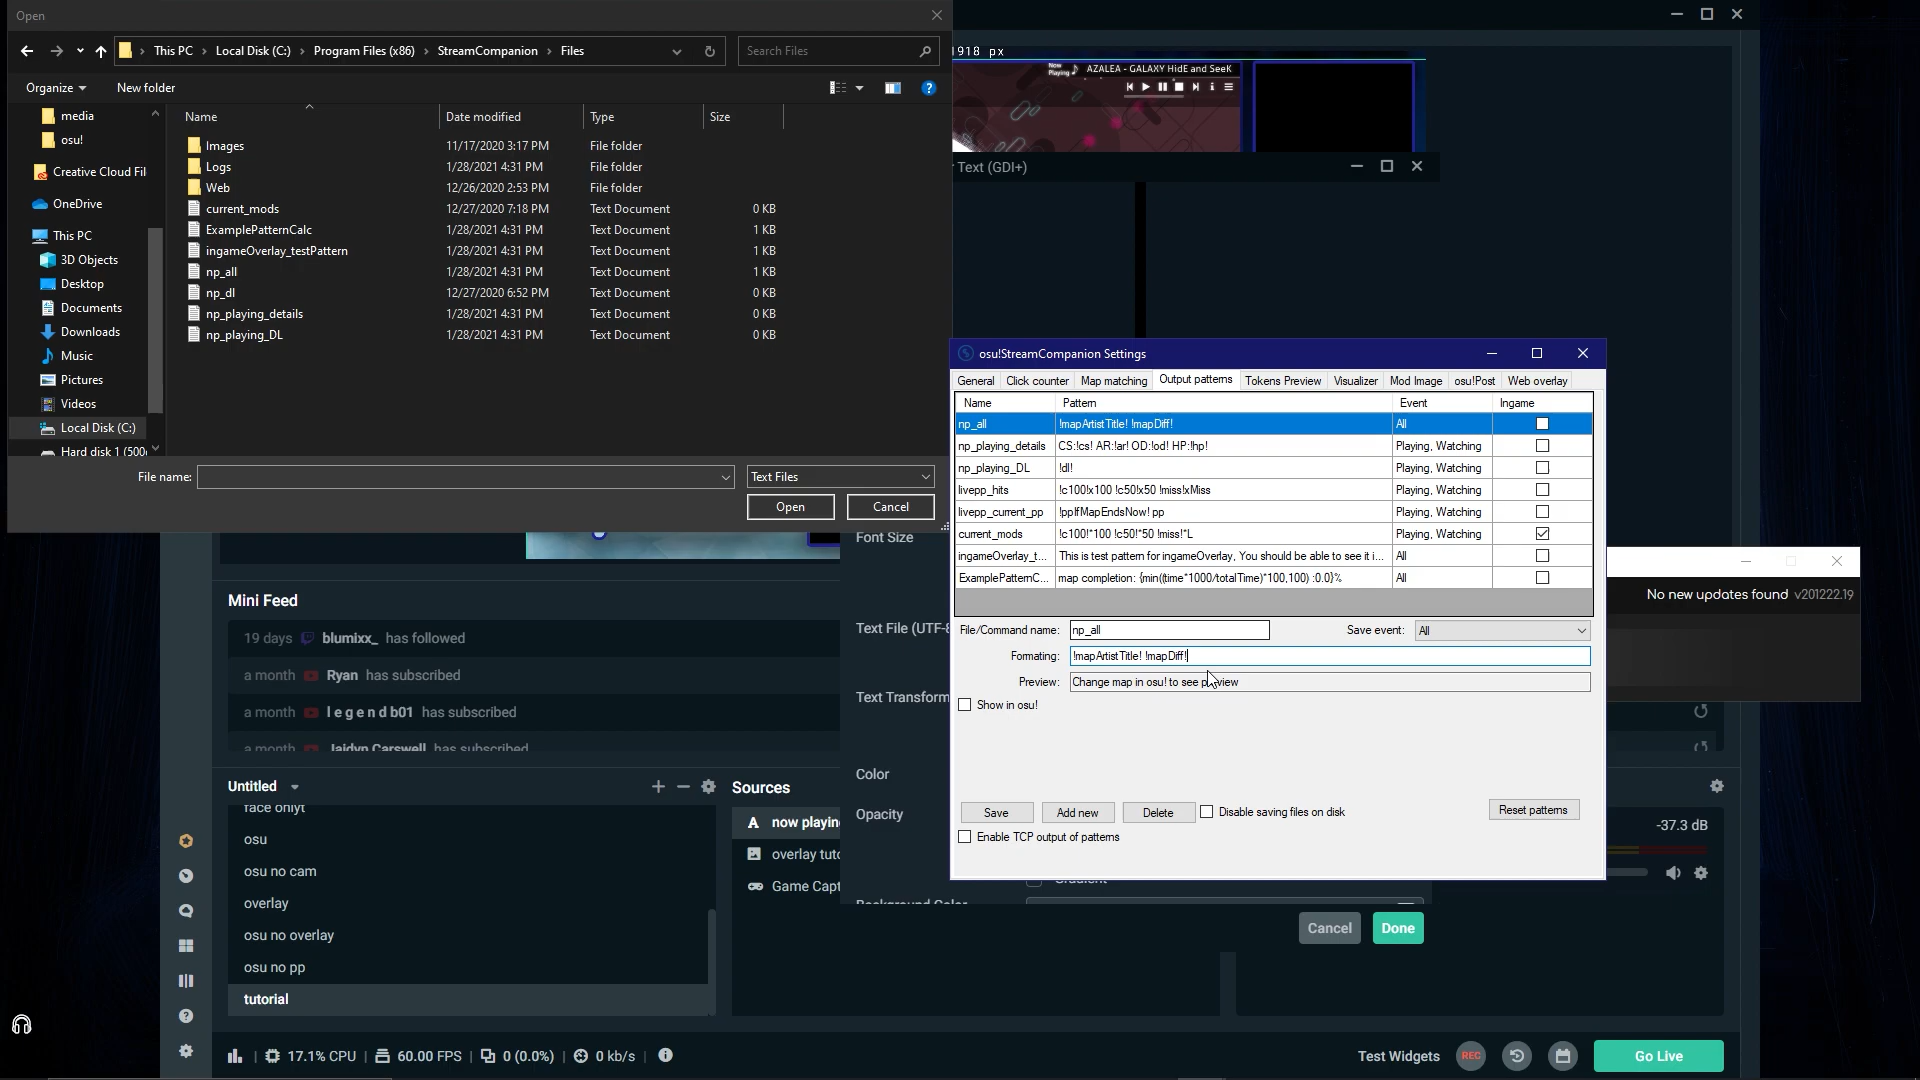 Open
This PC > Local Disk (C:) > Program Files (x86) > StreamCompanion > Files
Search Files
Organize
New folder
Name
Date modified
Type
Size
media
osu!
Creative Cloud Fil
OneDrive
This PC
3D Objects
Desktop
Documents
Downloads
Music
Pictures
Videos
Local Disk (C:)
Hard disk 1 (500
Images 11/17/2020 3:17 PM File folder
Logs 1/28/2021 4:31 PM File folder
Web 12/26/2020 2:53 PM File folder
current_mods 12/27/2020 7:18 PM Text Document 0 KB
ExamplePatternCalc 1/28/2021 4:31 PM Text Document 1 KB
ingameOverlay_testPattern 1/28/2021 4:31 PM Text Document 1 KB
np_all 1/28/2021 4:31 PM Text Document 1 KB
np_dl 12/27/2020 6:52 PM Text Document 0 KB
np_playing_details 1/28/2021 4:31 PM Text Document 0 KB
np_playing_DL 1/28/2021 4:31 PM Text Document 0 KB
File name:
Text Files
Open
Cancel
1918 px
Now Playing
AZALEA - GALAXY HidE and SeeK
Text (GDI+)
osu!StreamCompanion Settings
General Click counter Map matching Output patterns Tokens Preview Visualizer Mod Image osu!Post Web overlay
Name Pattern Event Ingame
np_all !mapArtistTitle! !mapDiff! All
np_playing_details CS:!cs! AR:!ar! OD:!od! HP:!hp! Playing, Watching
np_playing_DL !dl! Playing, Watching
livepp_hits !c100!x100 !c50!x50 !miss!xMiss Playing, Watching
livepp_current_pp !ppIfMapEndsNow! pp Playing, Watching
current_mods !c100!*100 !c50!*50 !miss!*L Playing, Watching
ingameOverlay_t... This is test pattern for ingameOverlay, You should be able to see it i... All
ExamplePatternC... map completion: {min((time*1000/totalTime)*100,100) :0.0}% All
File/Command name: np_all
Save event: All
Formating: !mapArtistTitle! !mapDiff!
Preview: Change map in osu! to see preview
Show in osu!
Save
Add new
Delete
Disable saving files on disk
Reset patterns
Enable TCP output of patterns
No new updates found v201222.19
Font Size
Text File (UTF-8
Text Transform
Color
Opacity
Gradient
Background Color
Cancel
Done
Mini Feed
19 days blumixx_ has followed
a month Ryan has subscribed
a month l e g e n d b01 has subscribed
a month Jaidyn Carswell has subscribed
Untitled
face onlyt
osu
osu no cam
overlay
osu no overlay
osu no pp
tutorial
Sources
now playin
overlay tuto
Game Capt
-37.3 dB
17.1% CPU
60.00 FPS
0 (0.0%)
0 kb/s
Test Widgets
REC
Go Live